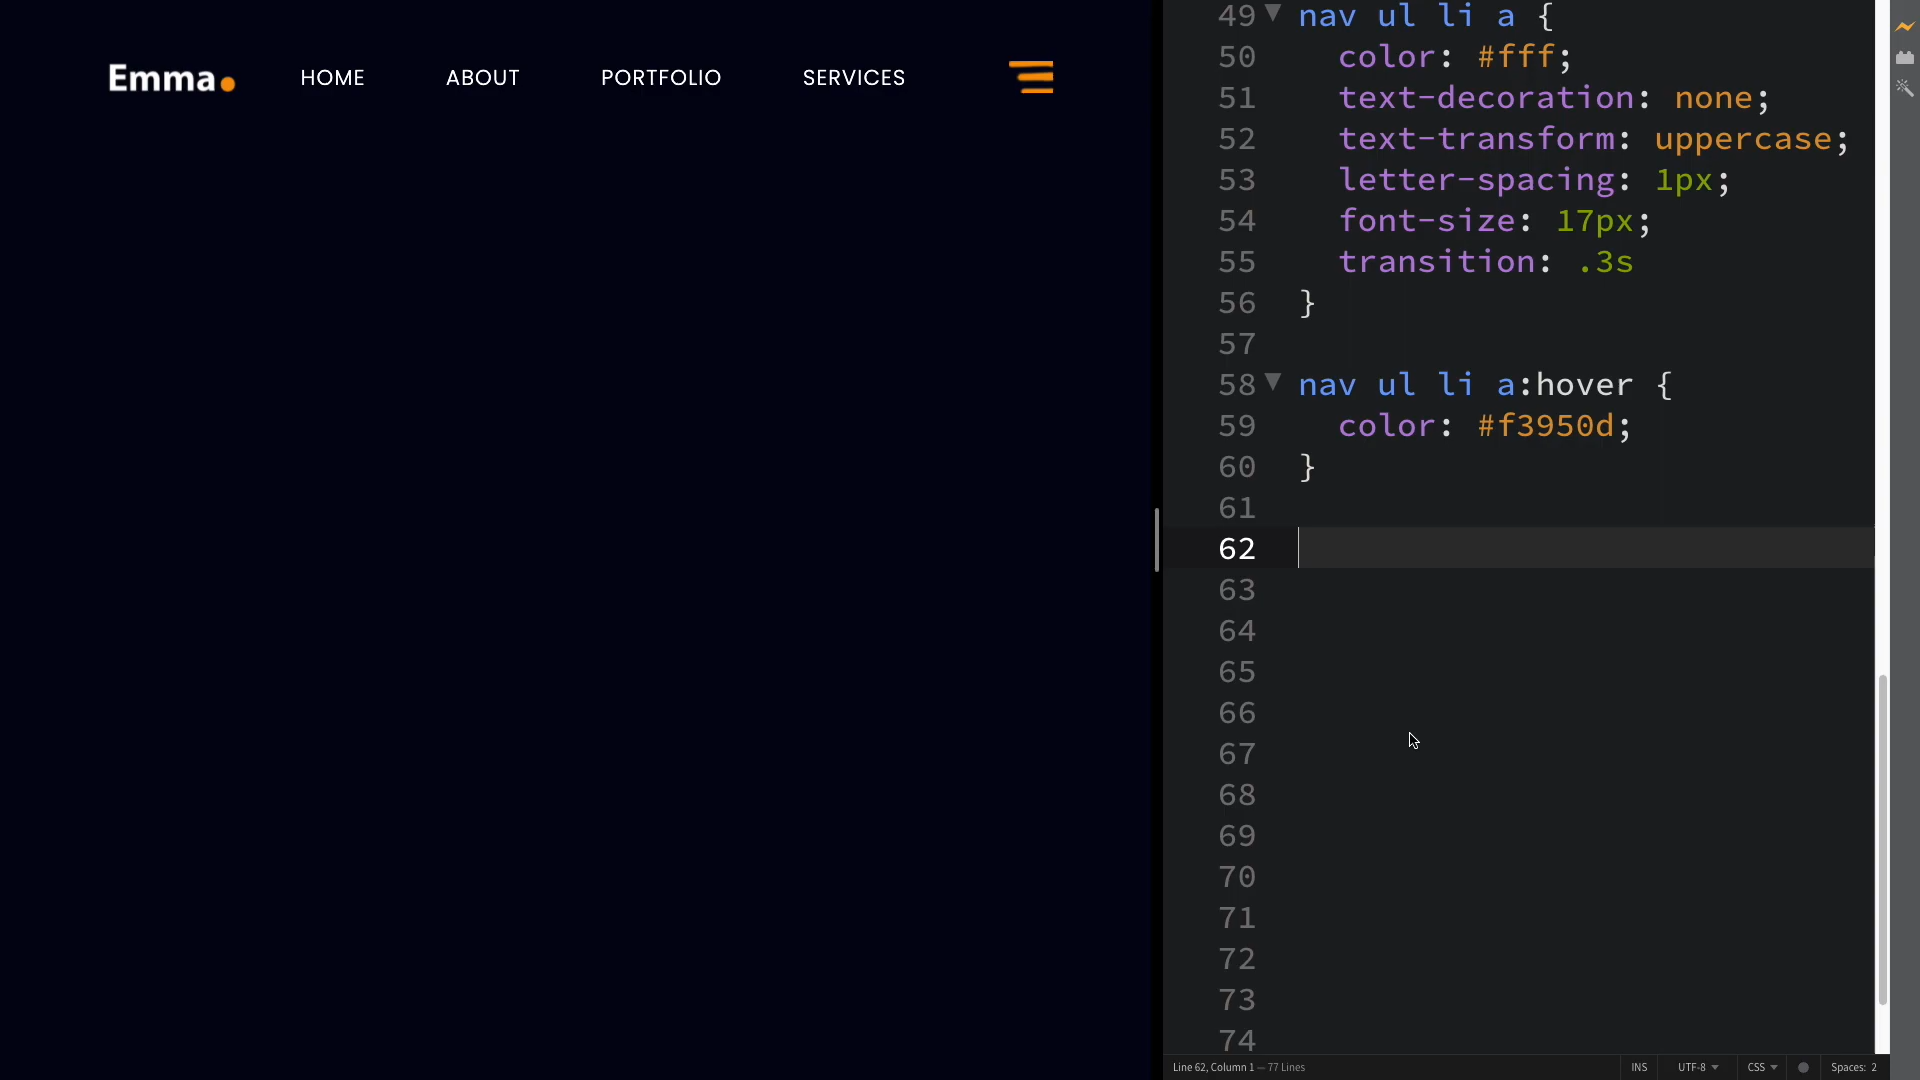 Emma.
HOME
ABOUT
PORTFOLIO
SERVICES
49 nav ul li a {
50 color: #fff;
51 text-decoration: none;
52 text-transform: uppercase;
53 letter-spacing: 1px;
54 font-size: 17px;
55 transition: .3s
56 }
57
58 nav ul li a:hover {
59 color: #f3950d;
60 }
61
62
63
64
65
66
67
68
69
70
71
72
73
74
Line 62, Column 1 — 77 Lines
INS
UTF-8
CSS
Spaces: 2